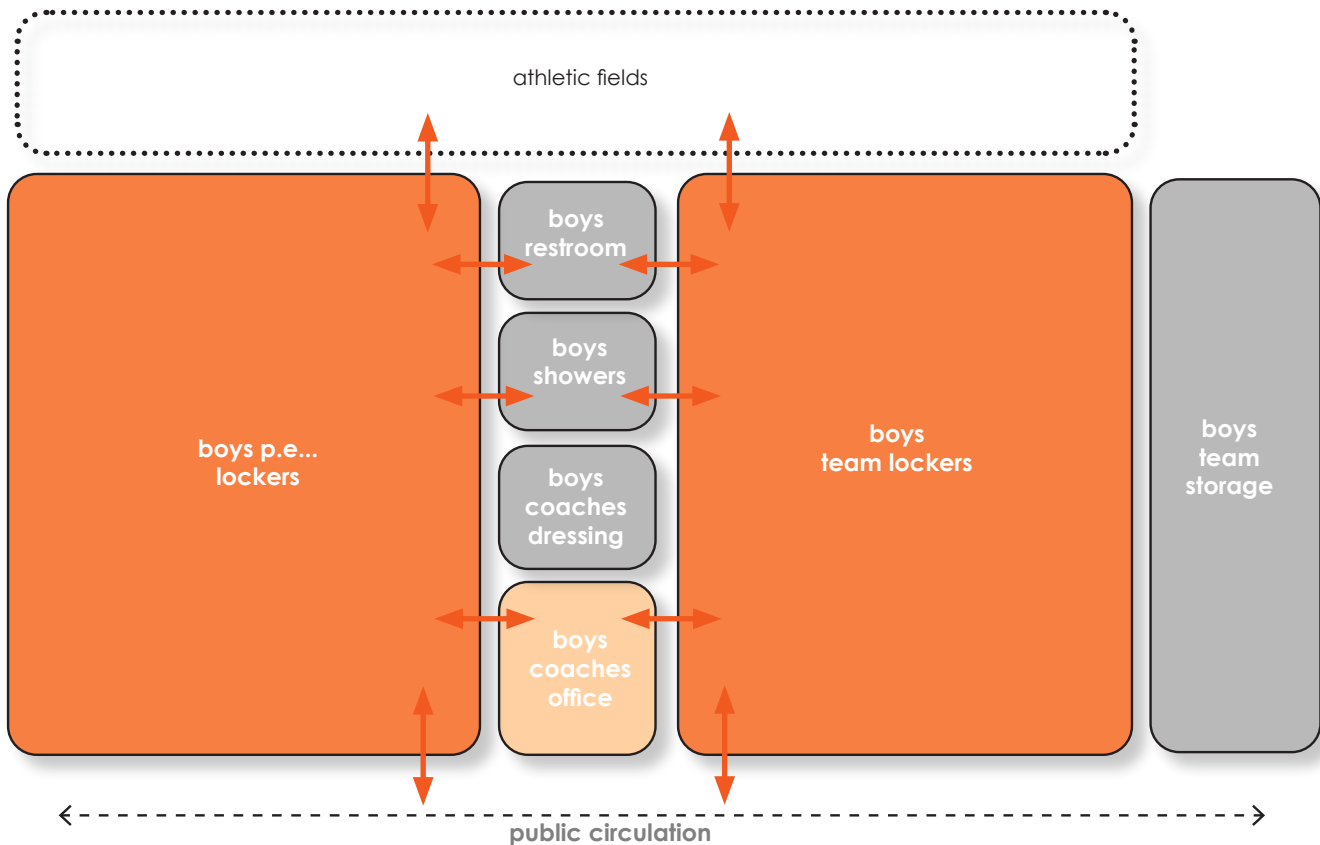 athletic fields
boys
restroom
boys
showers
boys p.e...
lockers
boys
coaches
dressing
boys
team lockers
boys
team
storage
boys
coaches
office
public circulation